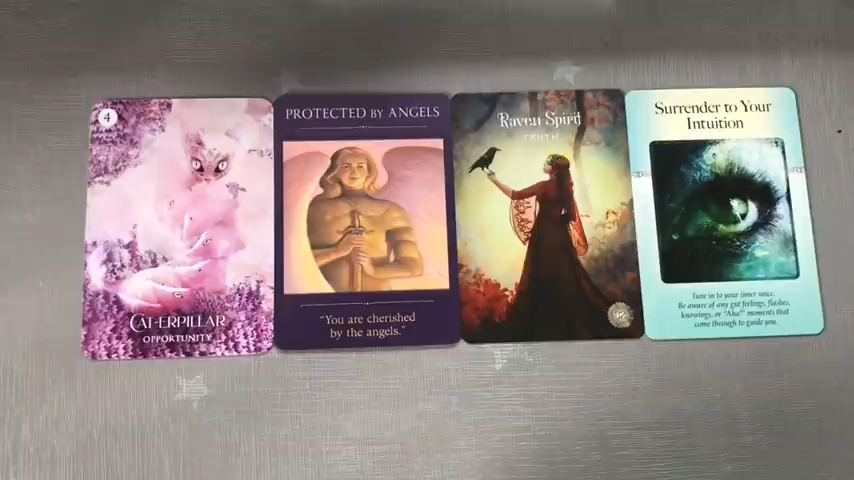 4
CAT-ERPILLAR
OPPORTUNITY
PROTECTED BY ANGELS
"You are cherished
by the angels."
Raven Spirit
TRUTH
Surrender to Your
Intuition
Tune in to your inner voice.
Be aware of any gut feelings, flashes,
knowings, or "Aha!" moments that
come through to guide you.